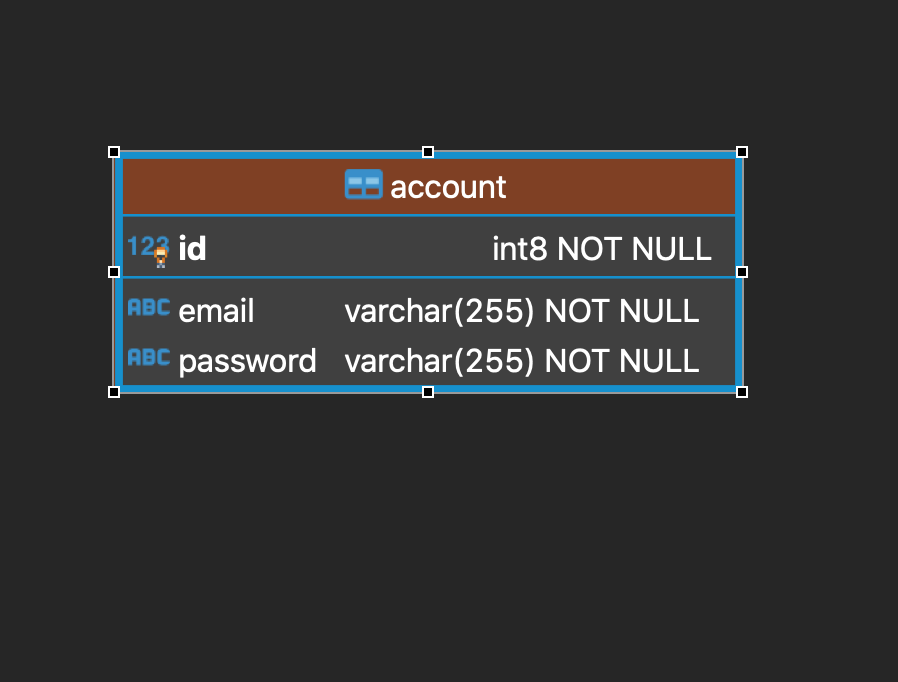 account
123 id int8 NOT NULL
ABC email varchar(255) NOT NULL
ABC password varchar(255) NOT NULL